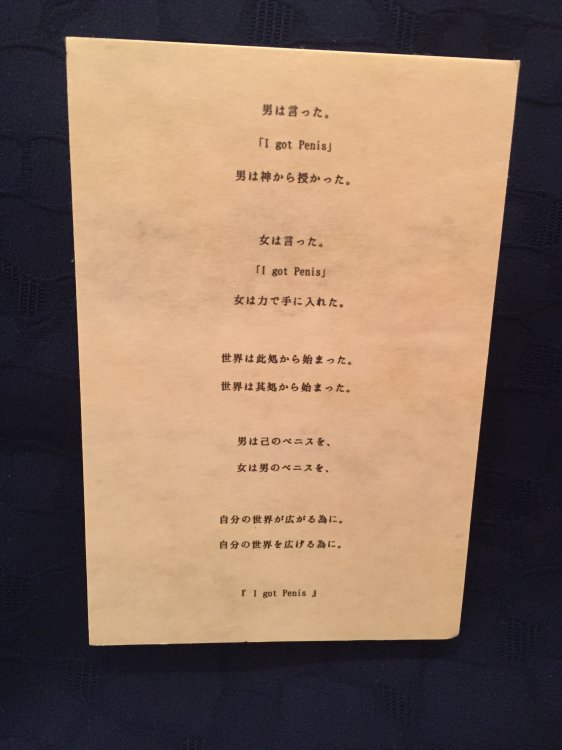 男は言った。
「I got Penis」
男は神から授かった。
女は言った。
「I got Penis」
女は力で手に入れた。
世界は此処から始まった。
世界は其処から始まった。
男は己のペニスを、
女は男のペニスを、
自分の世界が広がる為に。
自分の世界を広げる為に。
『 I got Penis 』